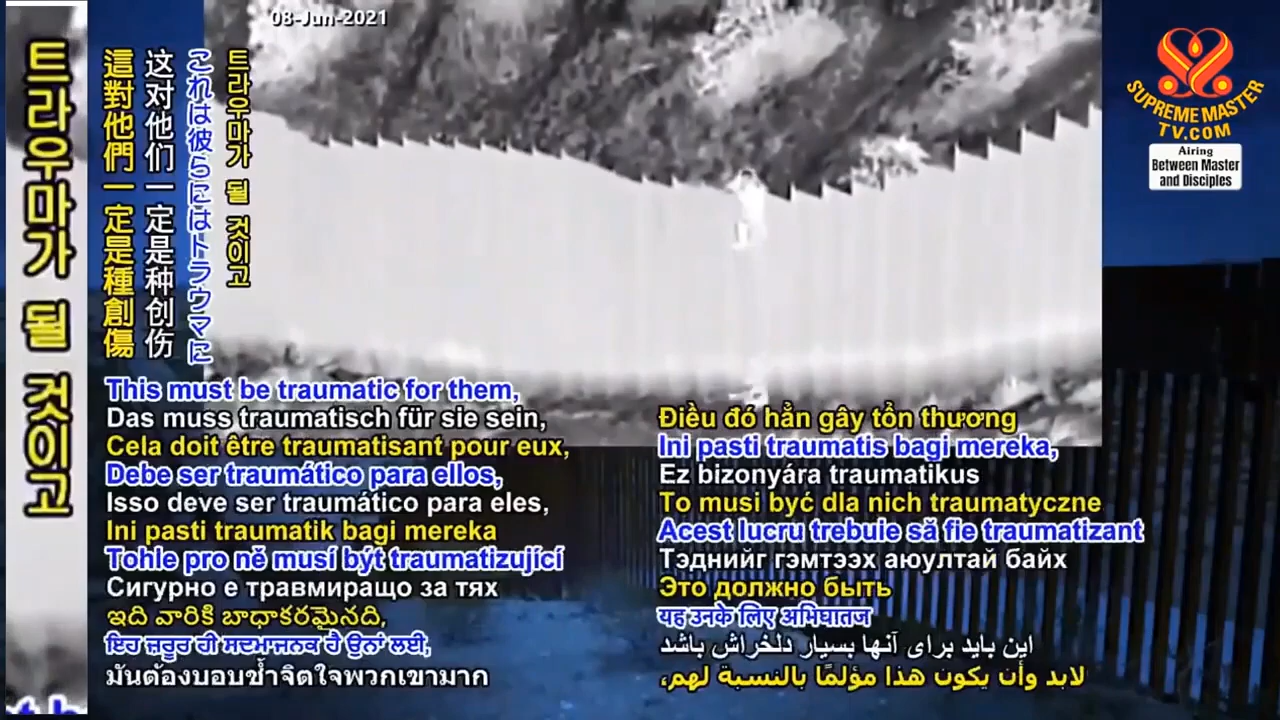 08-Jun-2021
SUPREME MASTER
TV.COM
Airing
Between Master
and Disciples
트라우마가 될 것이고
這對他們一定是種創傷
这对他们一定是种创伤
これは彼らにはトラウマに
트라우마가 될 것이고
This must be traumatic for them,
Das muss traumatisch für sie sein,
Cela doit être traumatisant pour eux,
Debe ser traumático para ellos,
Isso deve ser traumático para eles,
Ini pasti traumatik bagi mereka
Tohle pro ně musí být traumatizující
Сигурно е травмиращо за тях
ఇది వారికి బాధాకరమైనది,
ਇਹ ਜ਼ਰੂਰ ਹੀ ਸਦਮਾਜਨਕ ਹੈ ਉਨਾਂ ਲਈ,
มันต้องบอบช้ำจิตใจพวกเขามาก
Điều đó hẳn gây tổn thương
Ini pasti traumatis bagi mereka,
Ez bizonyára traumatikus
To musi być dla nich traumatyczne
Acest lucru trebuie să fie traumatizant
Тэднийг гэмтээх аюултай байх
Это должно быть
यह उनके लिए अभिघातज
این باید برای آنها بسیار دلخراش باشد
لابد وأن يكون هذا مؤلمًا بالنسبة لهم،